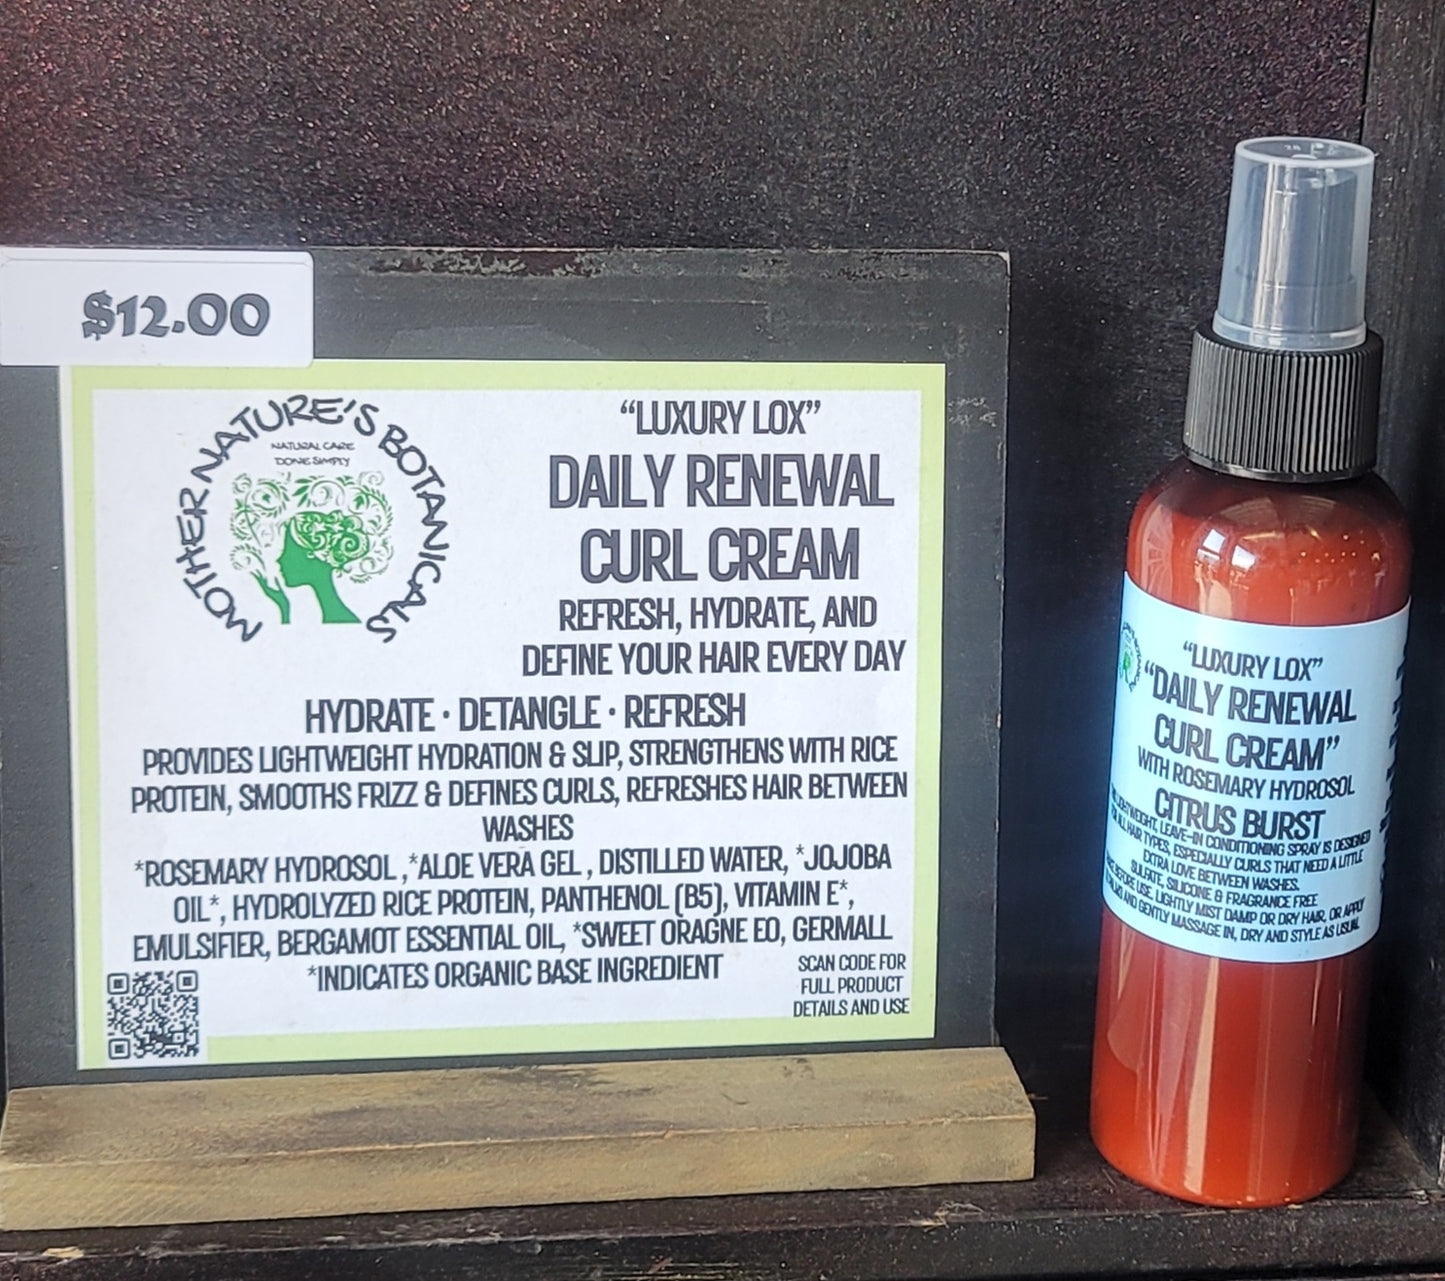 $12.00
MOTHER NATURE'S BOTANICALS
NATURAL CARE
DONE SIMPLY
“LUXURY LOX”
DAILY RENEWAL
CURL CREAM
REFRESH, HYDRATE, AND
DEFINE YOUR HAIR EVERY DAY
HYDRATE · DETANGLE · REFRESH
PROVIDES LIGHTWEIGHT HYDRATION & SLIP, STRENGTHENS WITH RICE
PROTEIN, SMOOTHS FRIZZ & DEFINES CURLS, REFRESHES HAIR BETWEEN
WASHES
*ROSEMARY HYDROSOL ,*ALOE VERA GEL , DISTILLED WATER, *JOJOBA
OIL*, HYDROLYZED RICE PROTEIN, PANTHENOL (B5), VITAMIN E*,
EMULSIFIER, BERGAMOT ESSENTIAL OIL, *SWEET ORAGNE EO, GERMALL
*INDICATES ORGANIC BASE INGREDIENT
SCAN CODE FOR
FULL PRODUCT
DETAILS AND USE
“LUXURY LOX”
“DAILY RENEWAL
CURL CREAM”
WITH ROSEMARY HYDROSOL
CITRUS BURST
LIGHTWEIGHT, LEAVE-IN CONDITIONING SPRAY IS DESIGNED
ALL HAIR TYPES, ESPECIALLY CURLS THAT NEED A LITTLE
EXTRA LOVE BETWEEN WASHES.
SULFATE, SILICONE & FRAGRANCE FREE
BEFORE USE. LIGHTLY MIST DAMP OR DRY HAIR, OR APPLY
AND GENTLY MASSAGE IN, DRY AND STYLE AS USUAL